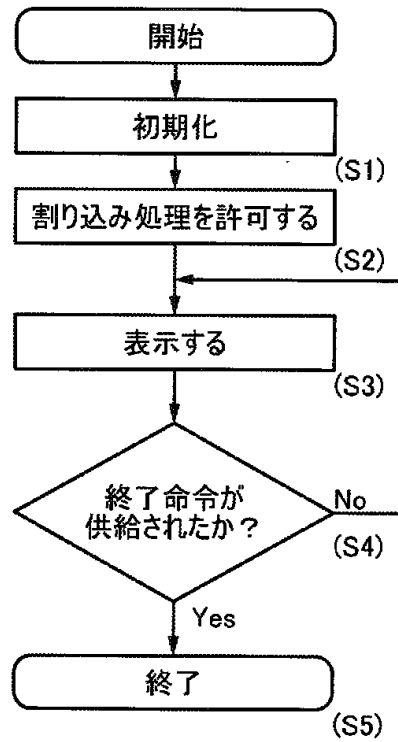 開始
初期化
(S1)
割り込み処理を許可する
(S2)
表示する
(S3)
終了命令が
供給されたか？
No
(S4)
Yes
終了
(S5)